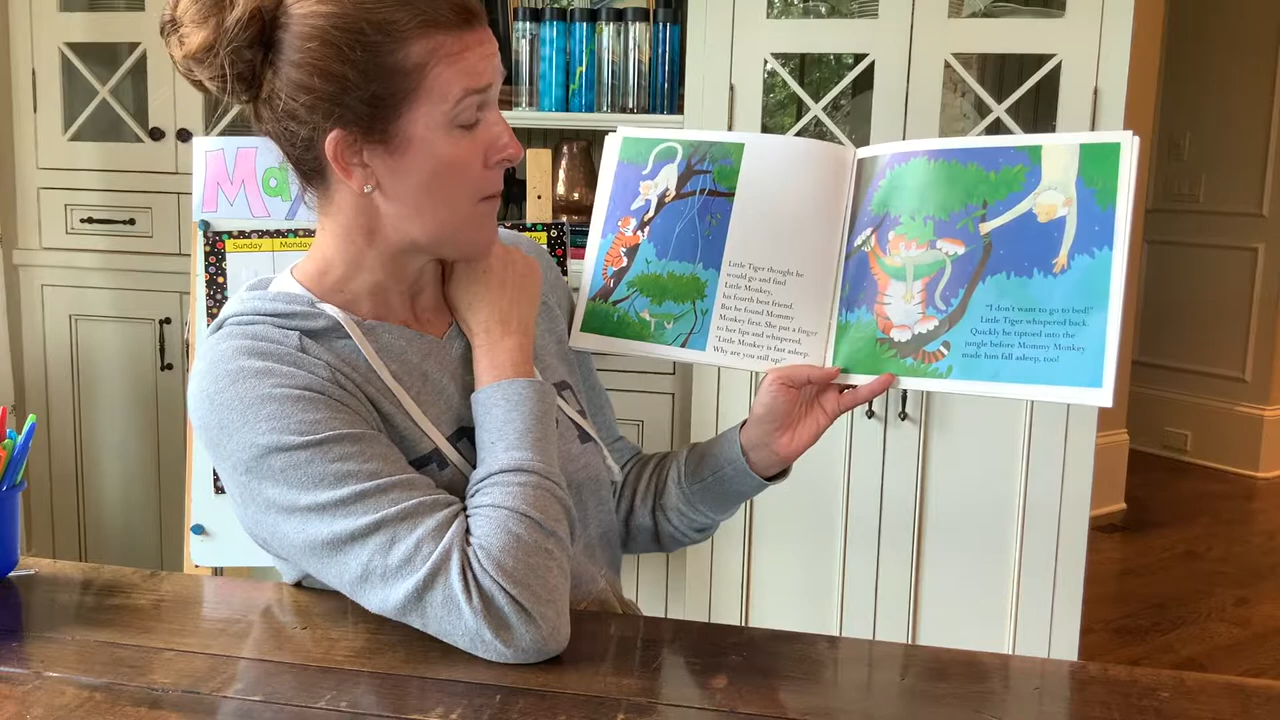 May
Sunday
Monday
Little Tiger thought he
would go and find
Little Monkey,
his fourth best friend.
But he found Mommy
Monkey first. She put a finger
to her lips and whispered,
"Little Monkey is fast asleep.
Why are you still up?"
"I don't want to go to bed!"
Little Tiger whispered back.
Quickly he tiptoed into the
jungle before Mommy Monkey
made him fall asleep, too!